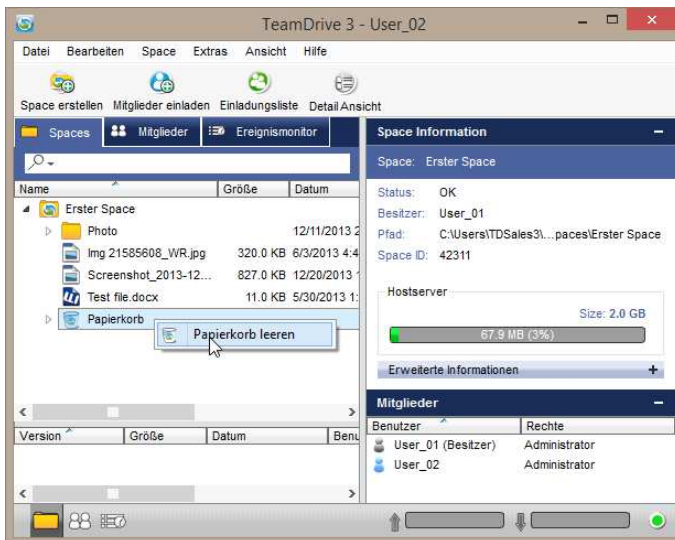 TeamDrive 3 - User_02
Datei Bearbeiten Space Extras Ansicht Hilfe
Space erstellen Mitglieder einladen Einladungsliste Detail Ansicht
Spaces Mitglieder Ereignismonitor
Name Größe Datum
Erster Space
Photo 12/11/2013 2
Img 21585608_WR.jpg 320.0 KB 6/3/2013 4:4
Screenshot_2013-12... 827.0 KB 12/20/2013
Test file.docx 11.0 KB 5/30/2013 1:
Papierkorb
Papierkorb leeren
Version Größe Datum Benu
Space Information
Space: Erster Space
Status: OK
Besitzer: User_01
Pfad: C:\Users\TDSales3\...paces\Erster Space
Space ID: 42311
Hostserver
Size: 2.0 GB
67.9 MB (3%)
Erweiterte Informationen
Mitglieder
Benutzer Rechte
User_01 (Besitzer) Administrator
User_02 Administrator